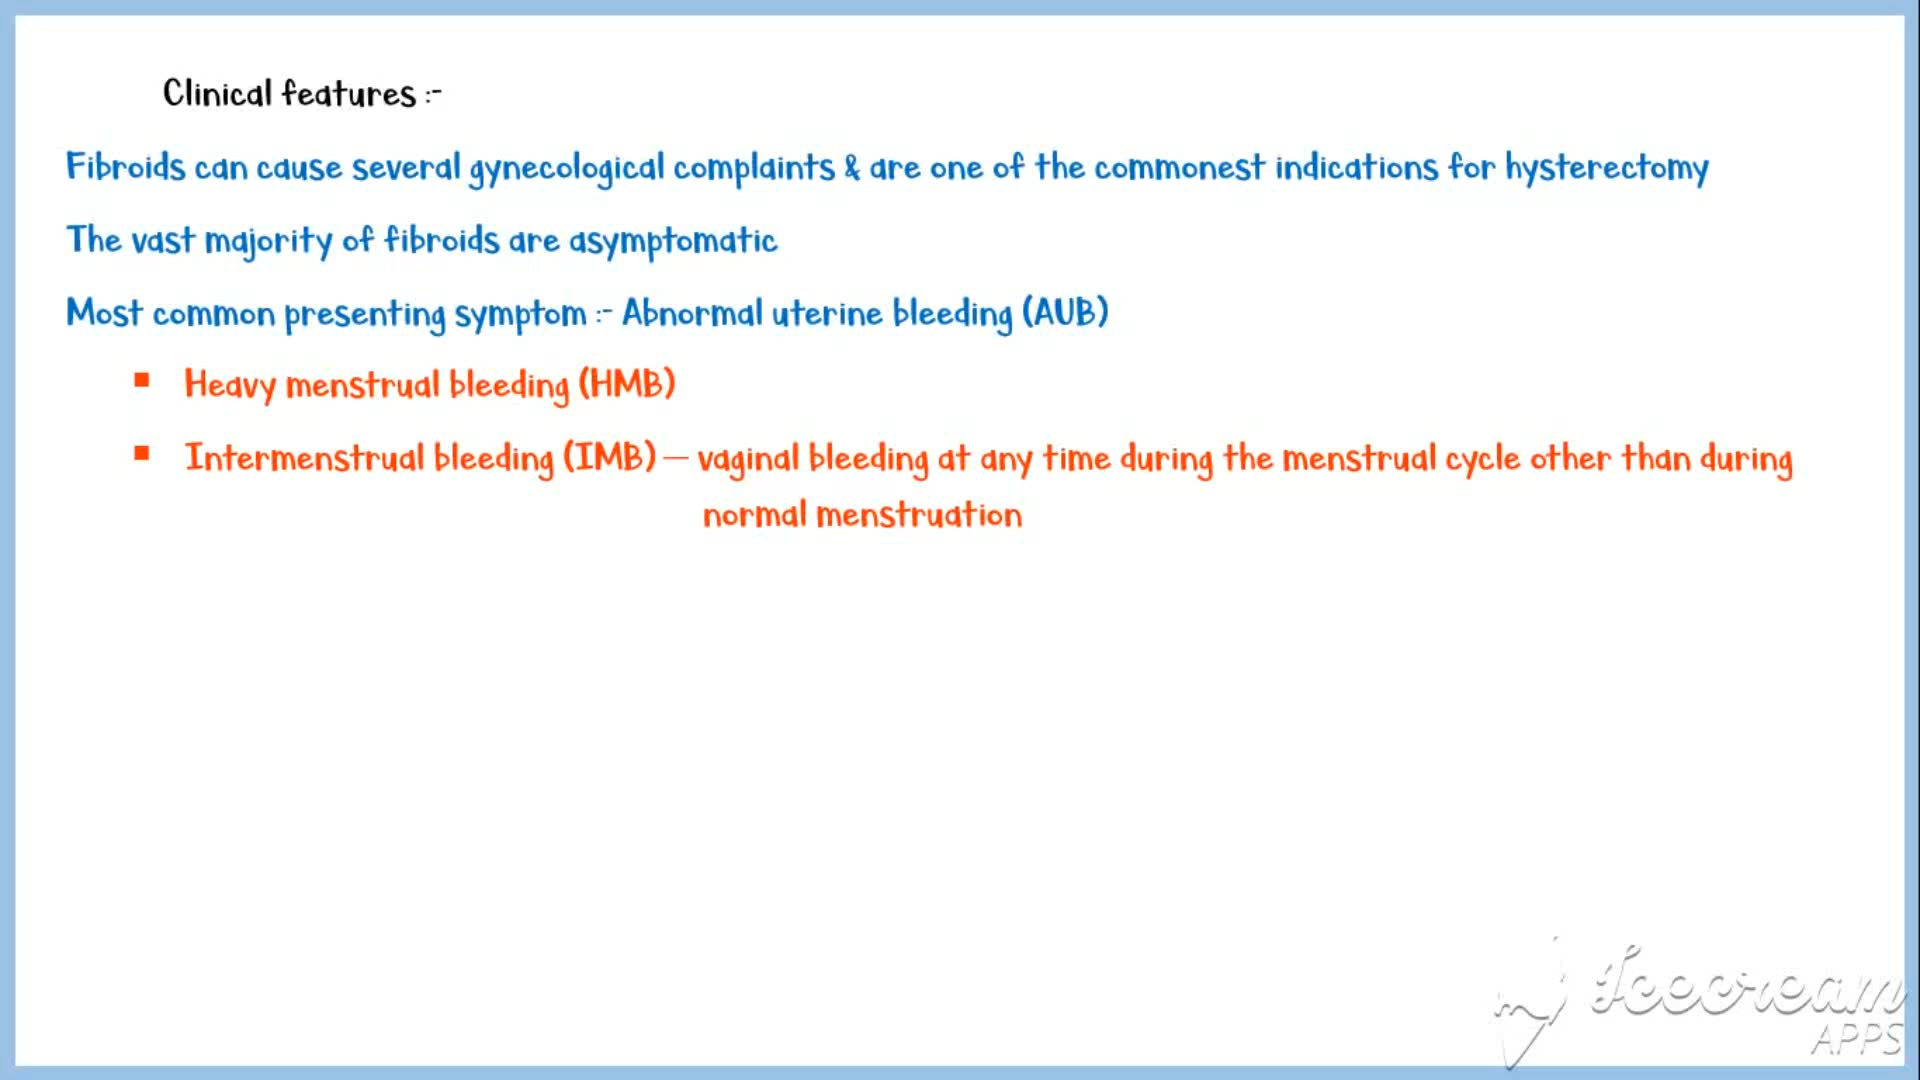 Clinical features :-
Fibroids can cause several gynecological complaints & are one of the commonest indications for hysterectomy
The vast majority of fibroids are asymptomatic
Most common presenting symptom :- Abnormal uterine bleeding (AUB)
▪ Heavy menstrual bleeding (HMB)
▪ Intermenstrual bleeding (IMB) – vaginal bleeding at any time during the menstrual cycle other than during
normal menstruation
Icecream
APPS